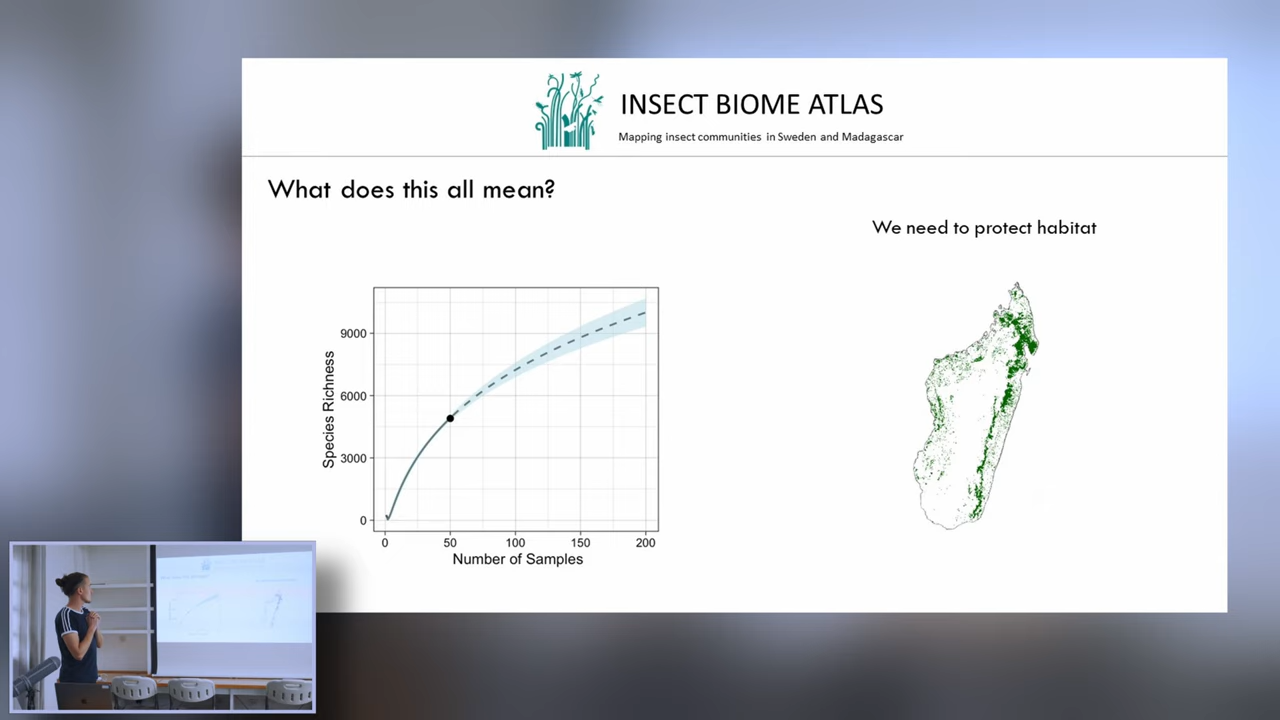 INSECT BIOME ATLAS
Mapping insect communities in Sweden and Madagascar
What does this all mean?
We need to protect habitat
9000
6000
3000
0
Species Richness
0 50 100 150 200
Number of Samples